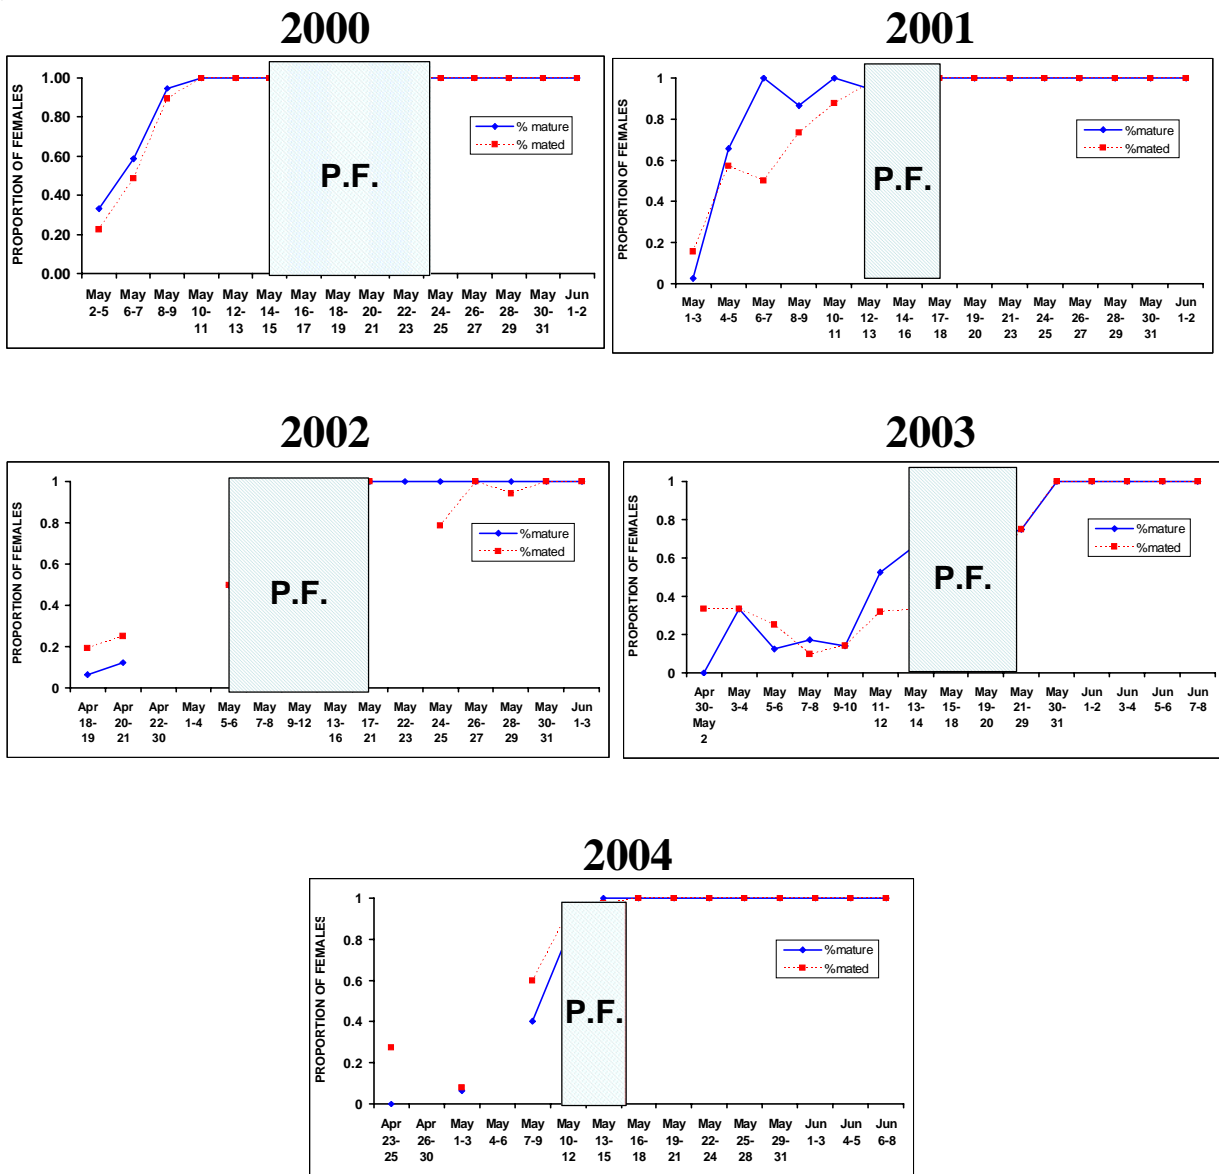 2000
PROPORTION OF FEMALES
1.00
0.80
0.60
0.40
0.20
0.00
% mature
% mated
P.F.
May May May May May May May May May May May May May May Jun
2-5 6-7 8-9 10- 12- 14- 16- 18- 20- 22- 24- 26- 28- 30- 1-2
11 13 15 17 19 21 23 25 27 29 31
2001
PROPORTION OF FEMALES
1
0.8
0.6
0.4
0.2
0
%mature
%mated
P.F.
May May May May May May May May May May May May May May Jun
1-3 4-5 6-7 8-9 10- 12- 14- 17- 19- 21- 24- 26- 28- 30- 1-2
11 13 16 18 20 23 25 27 29 31
2002
PROPORTION OF FEMALES
1
0.8
0.6
0.4
0.2
0
%mature
%mated
P.F.
Apr Apr Apr May May May May May May May May May May May Jun
18- 20- 22- 1-4 5-6 7-8 9-12 13- 17- 22- 24- 26- 28- 30- 1-3
19 21 30 16 21 23 25 27 29 31
2003
PROPORTION OF FEMALES
1
0.8
0.6
0.4
0.2
0
%mature
%mated
P.F.
Apr May May May May May May May May May May Jun Jun Jun Jun
30- 3-4 5-6 7-8 9-10 11- 13- 15- 19- 21- 30- 1-2 3-4 5-6 7-8
May 12 14 18 20 29 31
2
2004
PROPORTION OF FEMALES
1
0.8
0.6
0.4
0.2
0
%mature
%mated
P.F.
Apr Apr May May May May May May May May May May Jun Jun Jun
23- 26- 1-3 4-6 7-9 10- 13- 16- 19- 22- 25- 29- 1-3 4-5 6-8
25 30 12 15 18 21 24 28 31